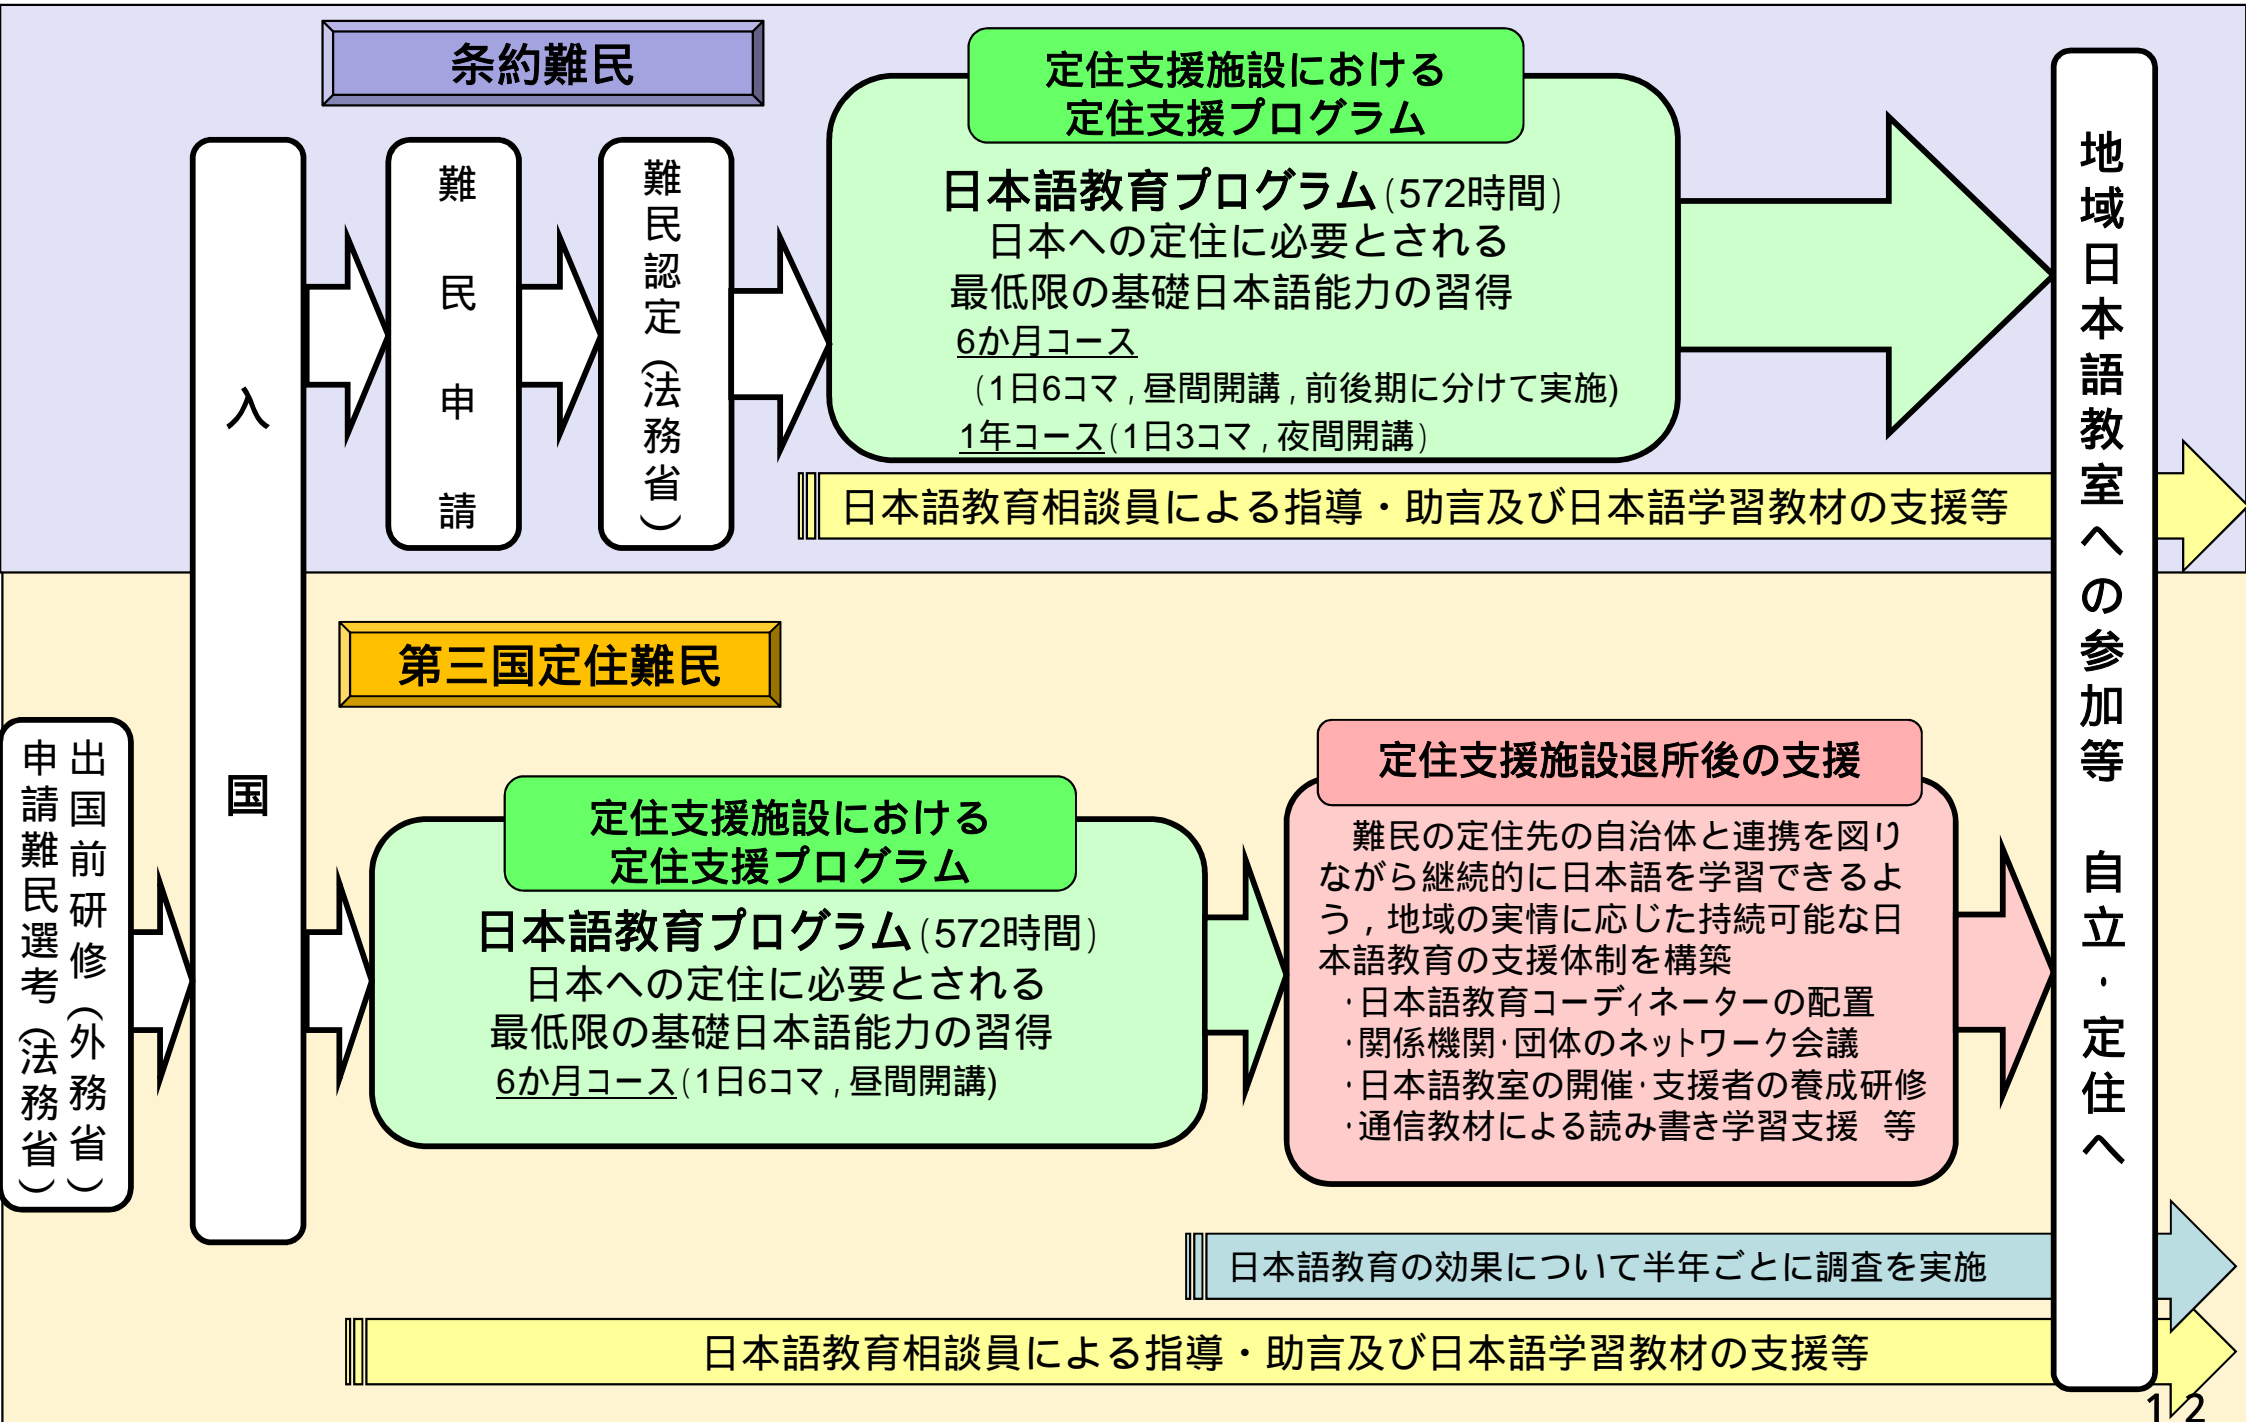 条約難民
定住支援施設における
定住支援プログラム
入国
難民申請
難民認定（法務省）
日本語教育プログラム（572時間）
日本への定住に必要とされる
最低限の基礎日本語能力の習得
6か月コース
（1日6コマ，昼間開講，前後期に分けて実施)
1年コース（1日3コマ，夜間開講）
日本語教育相談員による指導・助言及び日本語学習教材の支援等
地域日本語教室への参加等　自立・定住へ
第三国定住難民
出国前研修（外務省）
申請難民選考（法務省）
定住支援施設における
定住支援プログラム
日本語教育プログラム（572時間）
日本への定住に必要とされる
最低限の基礎日本語能力の習得
6か月コース（1日6コマ，昼間開講)
定住支援施設退所後の支援
難民の定住先の自治体と連携を図り
ながら継続的に日本語を学習できるよ
う，地域の実情に応じた持続可能な日
本語教育の支援体制を構築
・日本語教育コーディネーターの配置
・関係機関・団体のネットワーク会議
・日本語教室の開催・支援者の養成研修
・通信教材による読み書き学習支援　等
日本語教育の効果について半年ごとに調査を実施
日本語教育相談員による指導・助言及び日本語学習教材の支援等
12